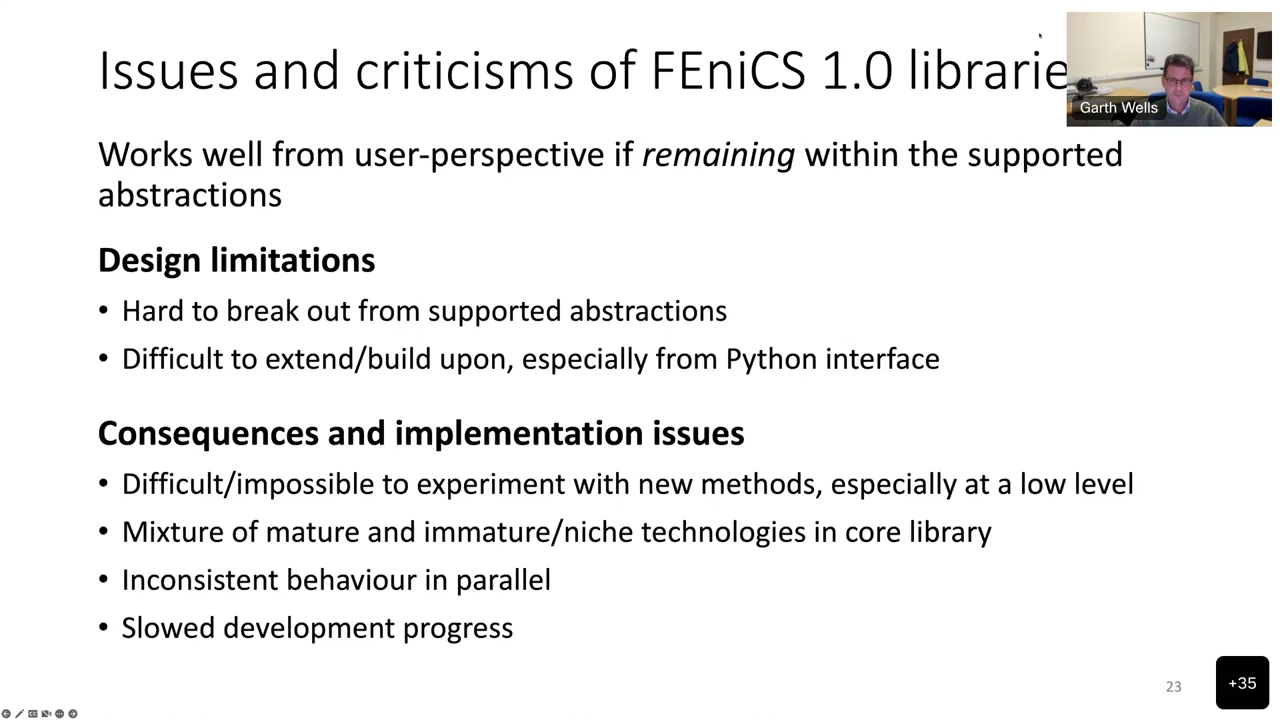 Issues and criticisms of FEniCS 1.0 librarie
Garth Wells
Works well from user-perspective if remaining within the supported
abstractions
Design limitations
• Hard to break out from supported abstractions
• Difficult to extend/build upon, especially from Python interface
Consequences and implementation issues
• Difficult/impossible to experiment with new methods, especially at a low level
• Mixture of mature and immature/niche technologies in core library
• Inconsistent behaviour in parallel
• Slowed development progress
23
+35